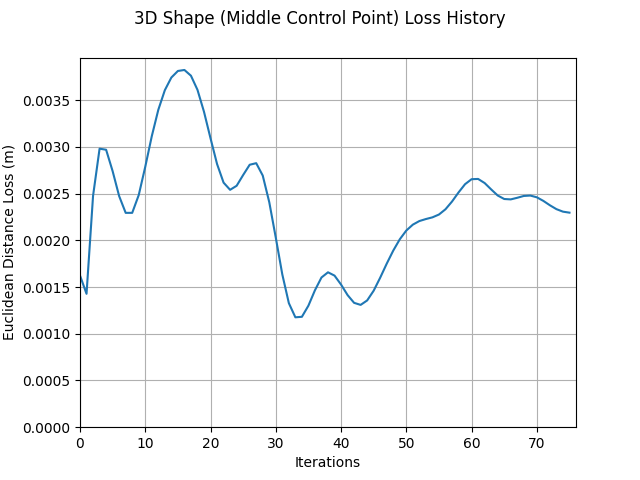 3D Shape (Middle Control Point) Loss History
Euclidean Distance Loss (m)
0.0035
0.0030
0.0025
0.0020
0.0015
0.0010
0.0005
0.0000
0 10 20 30 40 50 60 70
Iterations